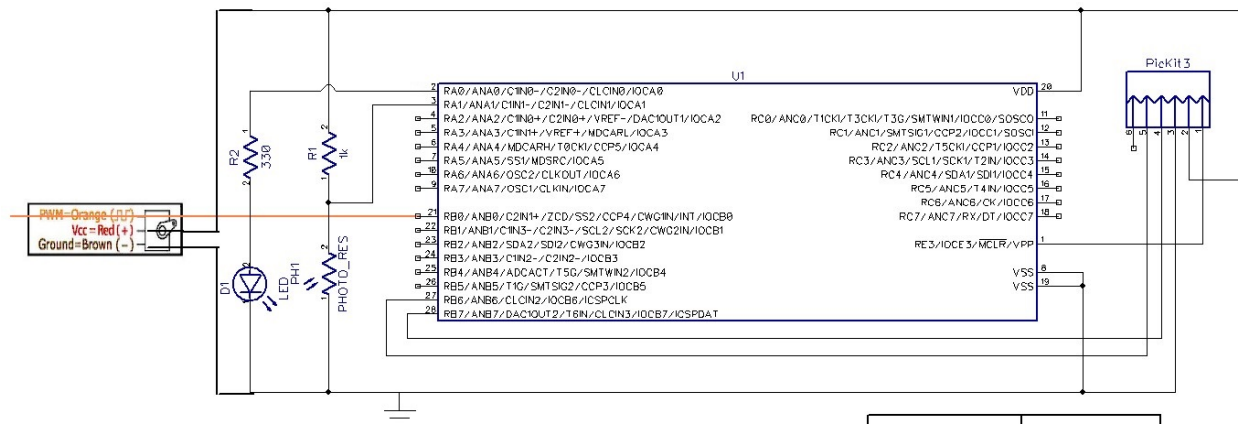 U1
PicKit3
2 RA0/ANA0/C1IN0-/C2IN0-/CLCIN0/IOCA0
3 RA1/ANA1/C1IN1-/C2IN1-/CLCIN1/IOCA1
4 RA2/ANA2/C1IN0+/C2IN0+/VREF-/DAC1OUT1/IOCA2
5 RA3/ANA3/C1IN1+/VREF+/MDCARL/IOCA3
6 RA4/ANA4/MDCARH/T0CKI/CCP5/IOCA4
7 RA5/ANA5/SS1/MDSRC/IOCA5
10 RA6/ANA6/OSC2/CLKOUT/IOCA6
9 RA7/ANA7/OSC1/CLKIN/IOCA7
21 RB0/ANB0/C2IN1+/ZCD/SS2/CCP4/CWG1IN/INT/IOCB0
22 RB1/ANB1/C1IN3-/C2IN3-/SCL2/SCK2/CWG2IN/IOCB1
23 RB2/ANB2/SDA2/SDI2/CWG3IN/IOCB2
24 RB3/ANB3/C1IN2-/C2IN2-/IOCB3
25 RB4/ANB4/ADCACT/T5G/SMTWIN2/IOCB4
26 RB5/ANB5/T1G/SMTSIG2/CCP3/IOCB5
27 RB6/ANB6/CLCIN2/IOCB6/ICSPCLK
28 RB7/ANB7/DAC1OUT2/T6IN/CLCIN3/IOCB7/ICSPDAT
VDD 20
RC0/ANC0/T1CKI/T3CKI/T3G/SMTWIN1/IOCC0/SOSCO 11
RC1/ANC1/SMTSIG1/CCP2/IOCC1/SOSCI 12
RC2/ANC2/T5CKI/CCP1/IOCC2 13
RC3/ANC3/SCL1/SCK1/T2IN/IOCC3 14
RC4/ANC4/SDA1/SDI1/IOCC4 15
RC5/ANC5/T4IN/IOCC5 16
RC6/ANC6/CK/IOCC6 17
RC7/ANC7/RX/DT/IOCC7 18
RE3/IOCE3/MCLR/VPP 1
VSS 8
VSS 19
6 5 4 3 2 1
1
R2
330
2
2
R1
1k
1
PWM=Orange
Vcc=Red (+)
Ground=Brown (-)
2
D1
LED
1
2
PH1
PHOTO_RES
1